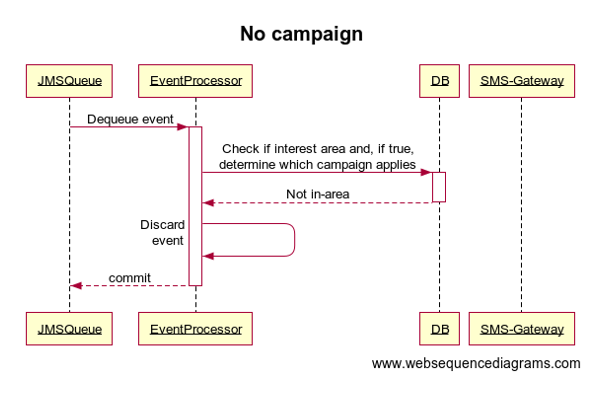 No campaign
JMSQueue
EventProcessor
DB
SMS-Gateway
Dequeue event
Check if interest area and, if true,
determine which campaign applies
Not in-area
Discard
event
commit
JMSQueue
EventProcessor
DB
SMS-Gateway
www.websequencediagrams.com